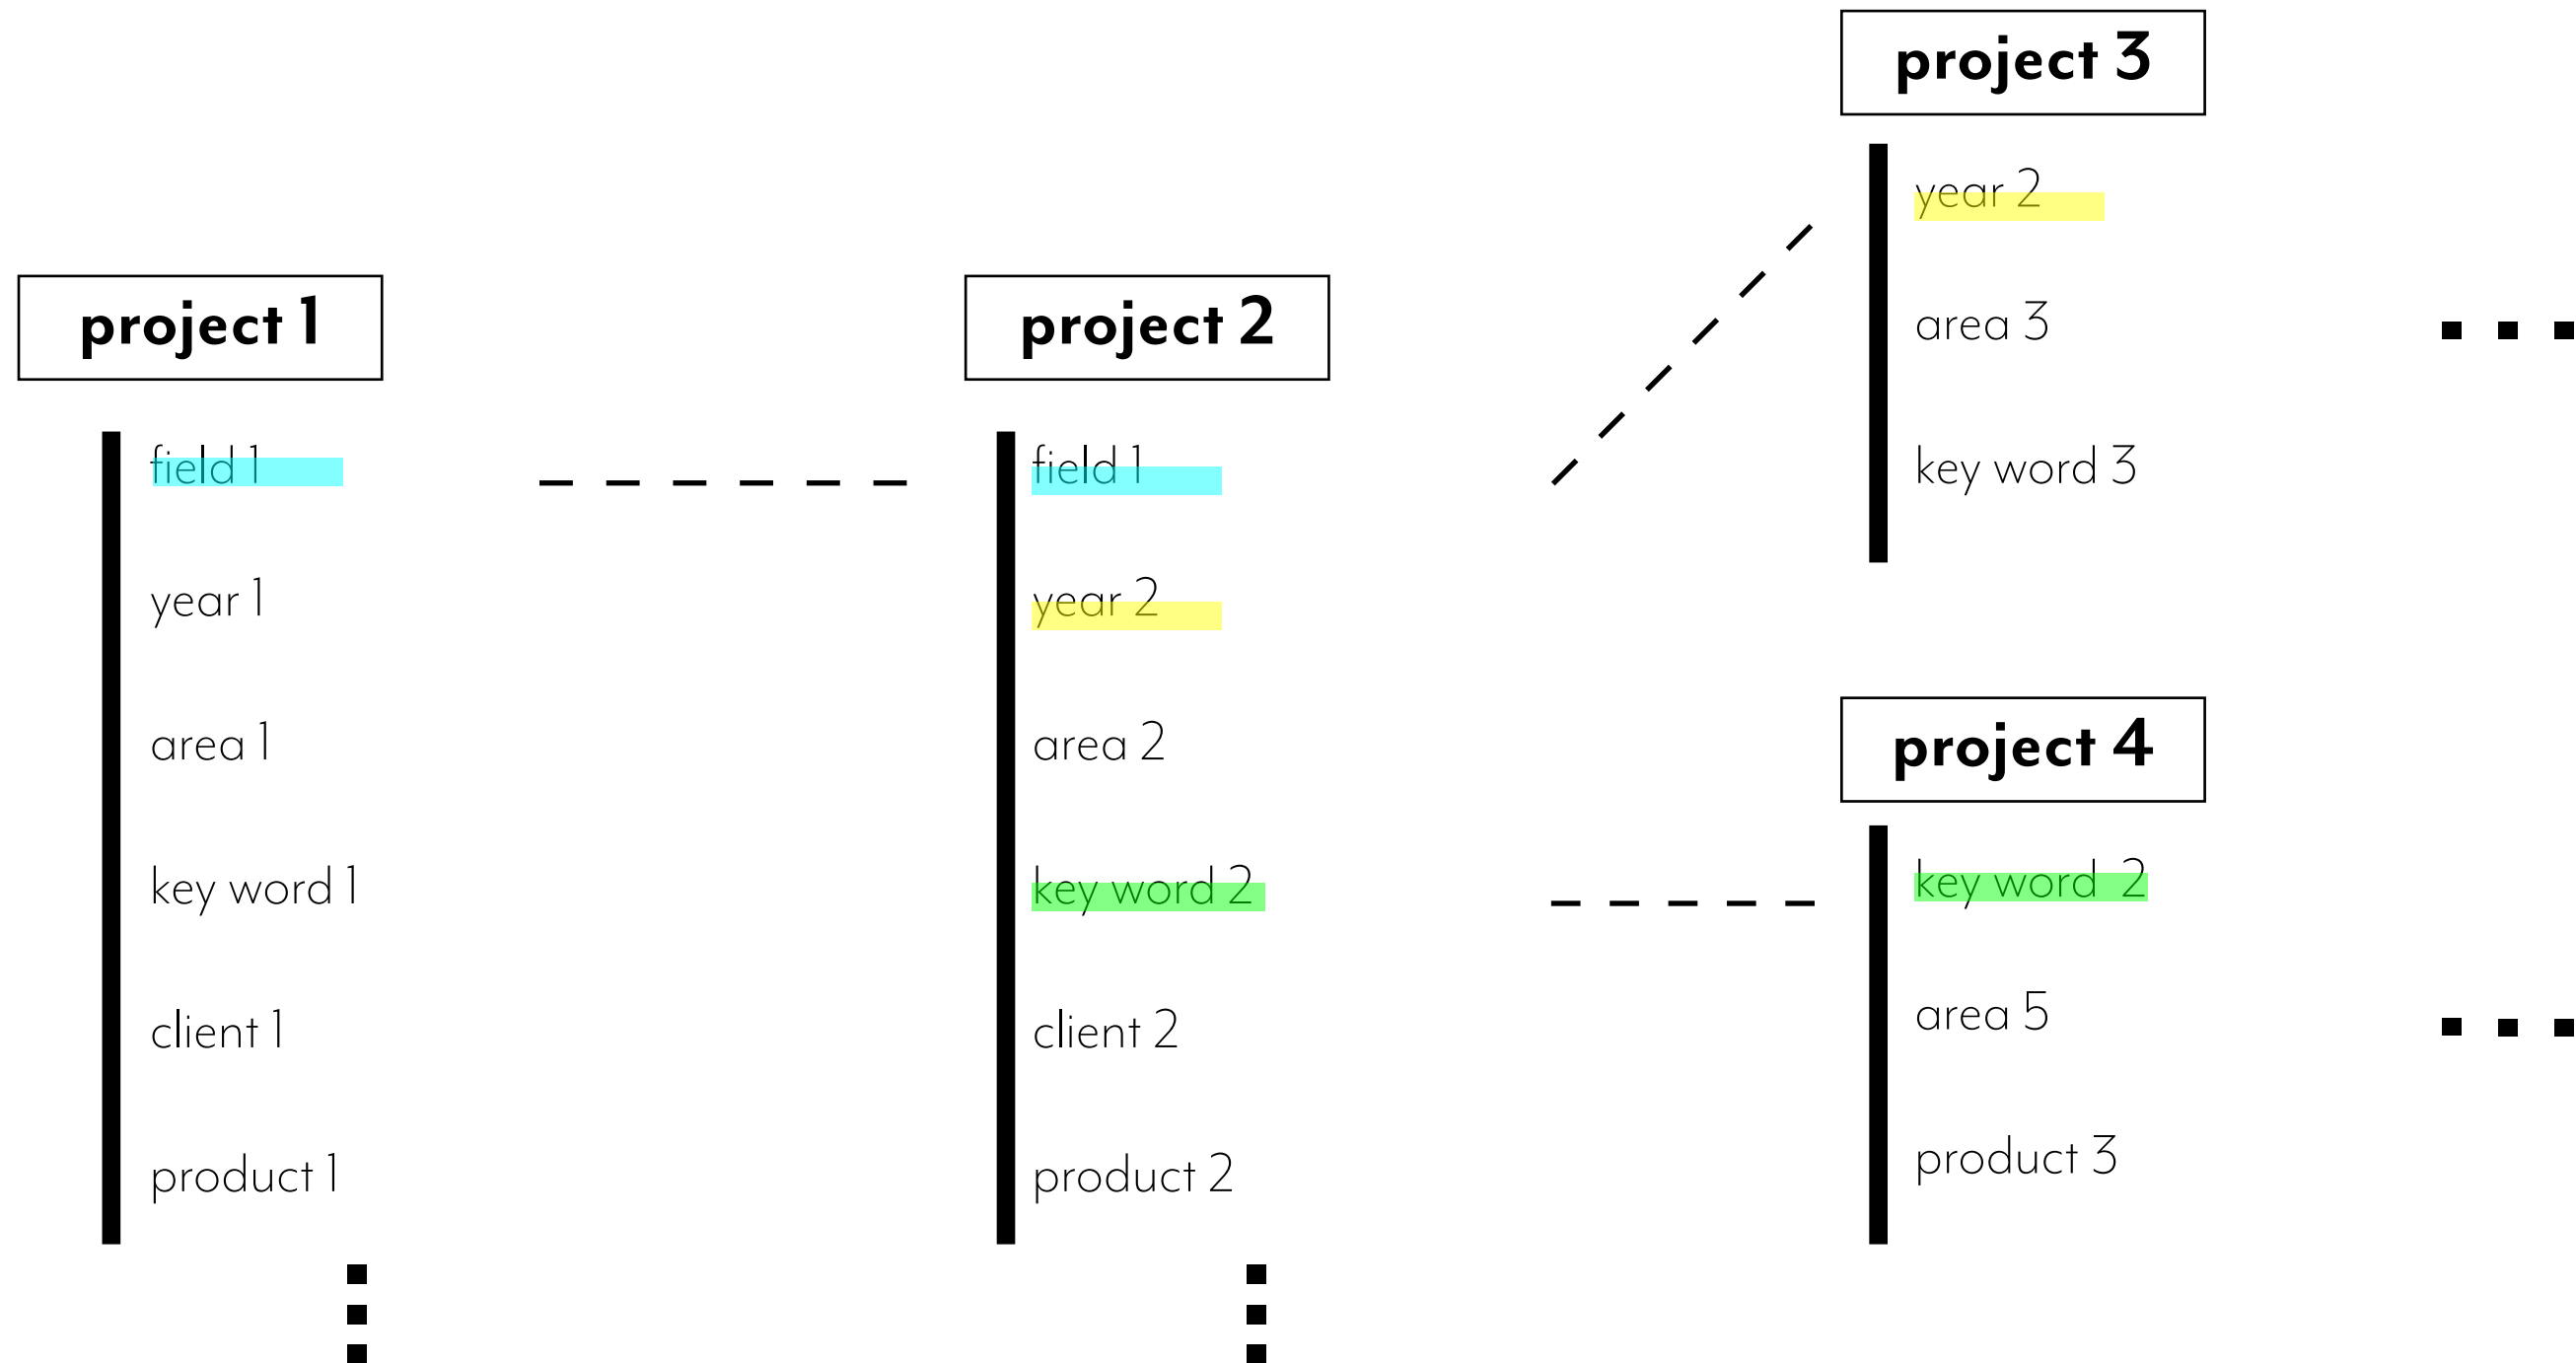 project 1
field 1
year 1
area 1
key word 1
client 1
product 1
project 2
field 1
year 2
area 2
key word 2
client 2
product 2
project 3
year 2
area 3
key word 3
project 4
key word 2
area 5
product 3